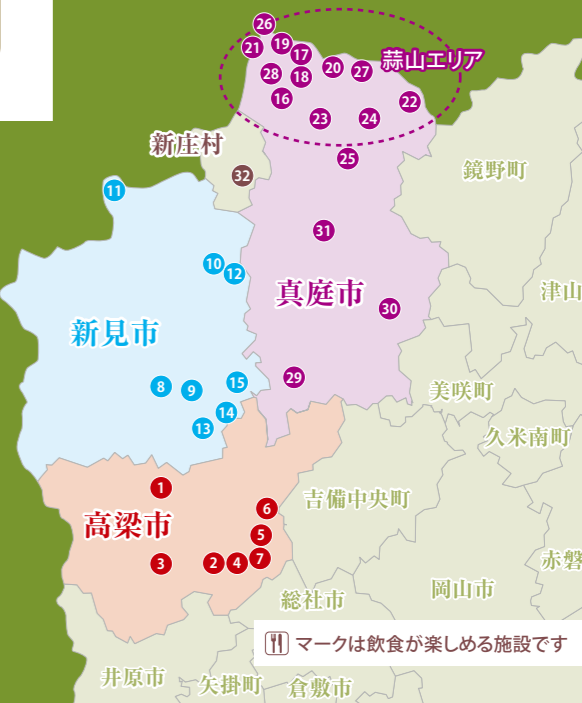 26
21
19
17
20
27
蒜山エリア
28
18
16
22
23
24
新庄村
25
鏡野町
32
11
31
10
12
真庭市
津山
30
新見市
8
9
15
29
美咲町
14
13
久米南町
1
吉備中央町
6
高梁市
5
3
2
4
7
赤磐
岡山市
総社市
マークは飲食が楽しめる施設です
井原市
矢掛町
倉敷市